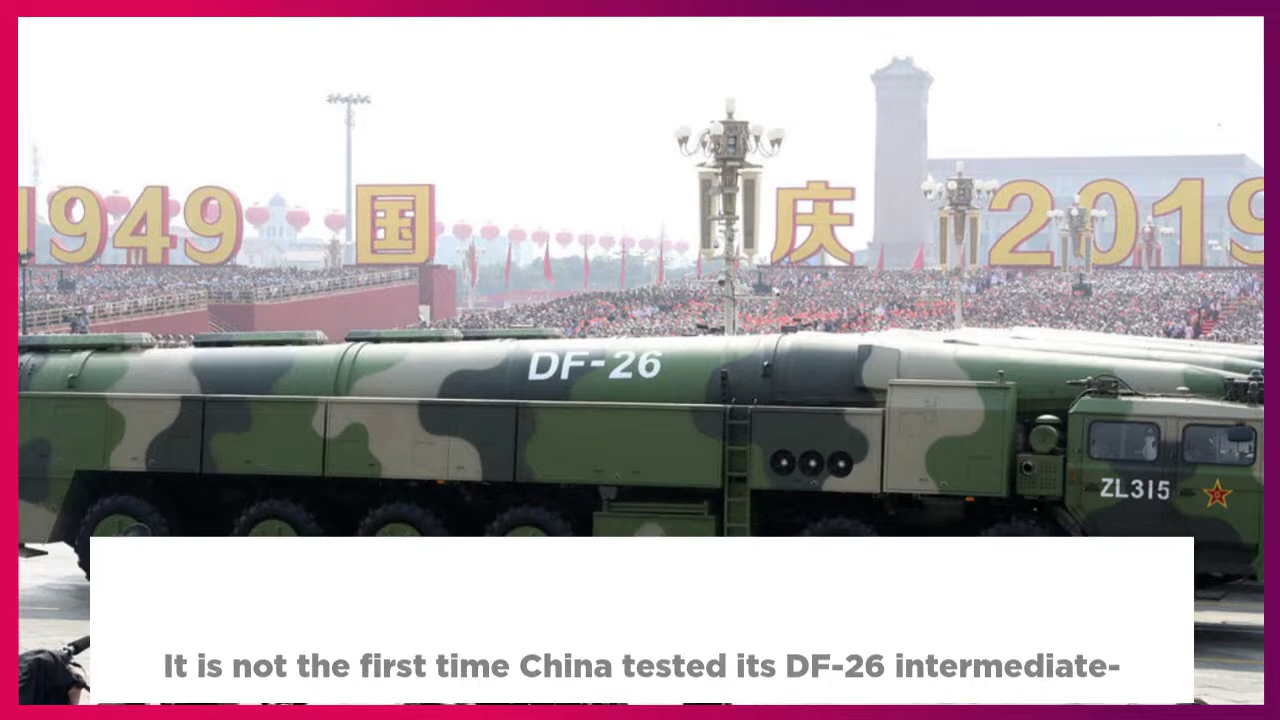 1949 国 庆 2019
DF-26
ZL315
It is not the first time China tested its DF-26 intermediate-